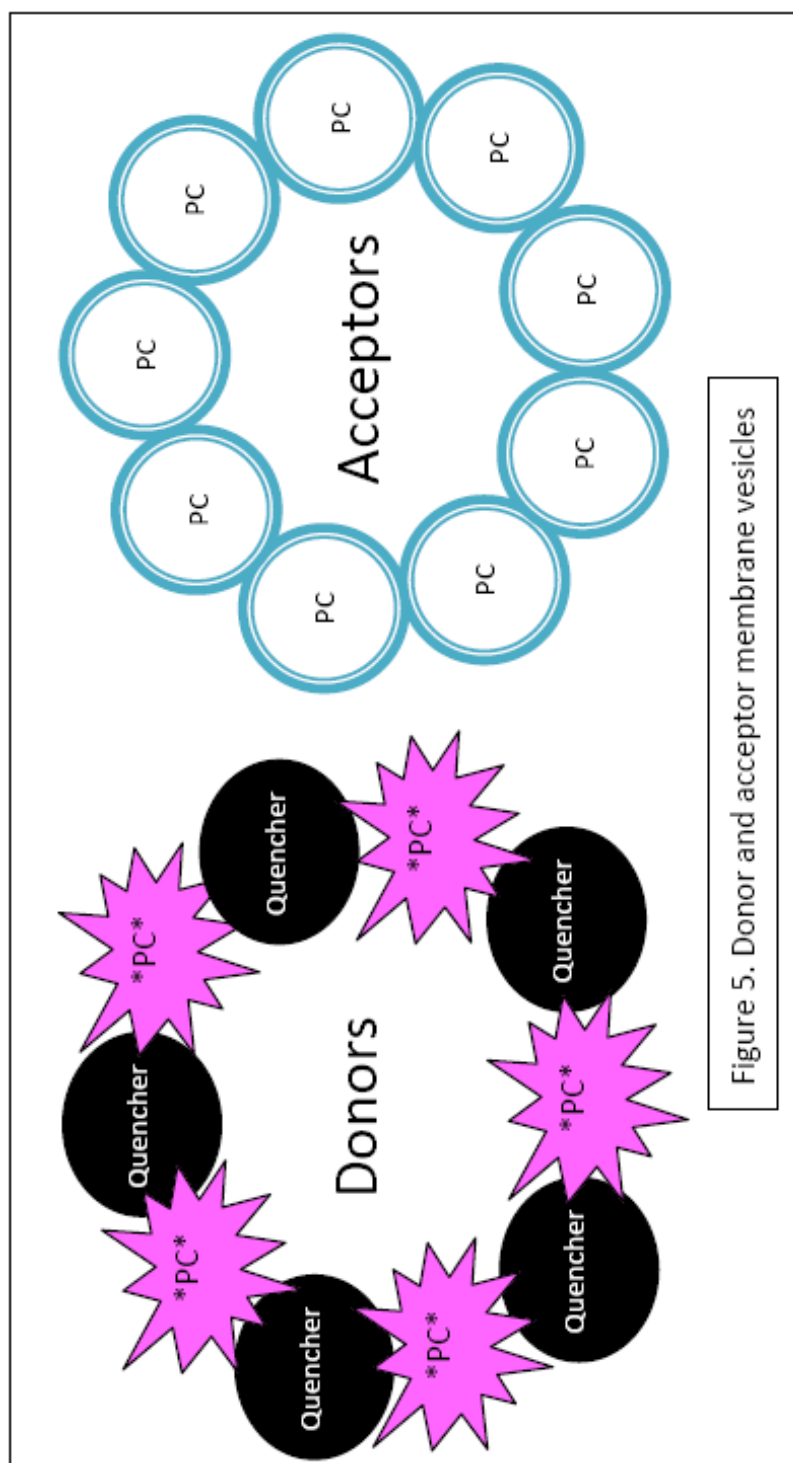 Donors
*PC*
Quencher
*PC*
Quencher
*PC*
Quencher
*PC*
Quencher
*PC*
Quencher
Acceptors
PC
PC
PC
PC
PC
PC
PC
PC
PC
Figure 5. Donor and acceptor membrane vesicles